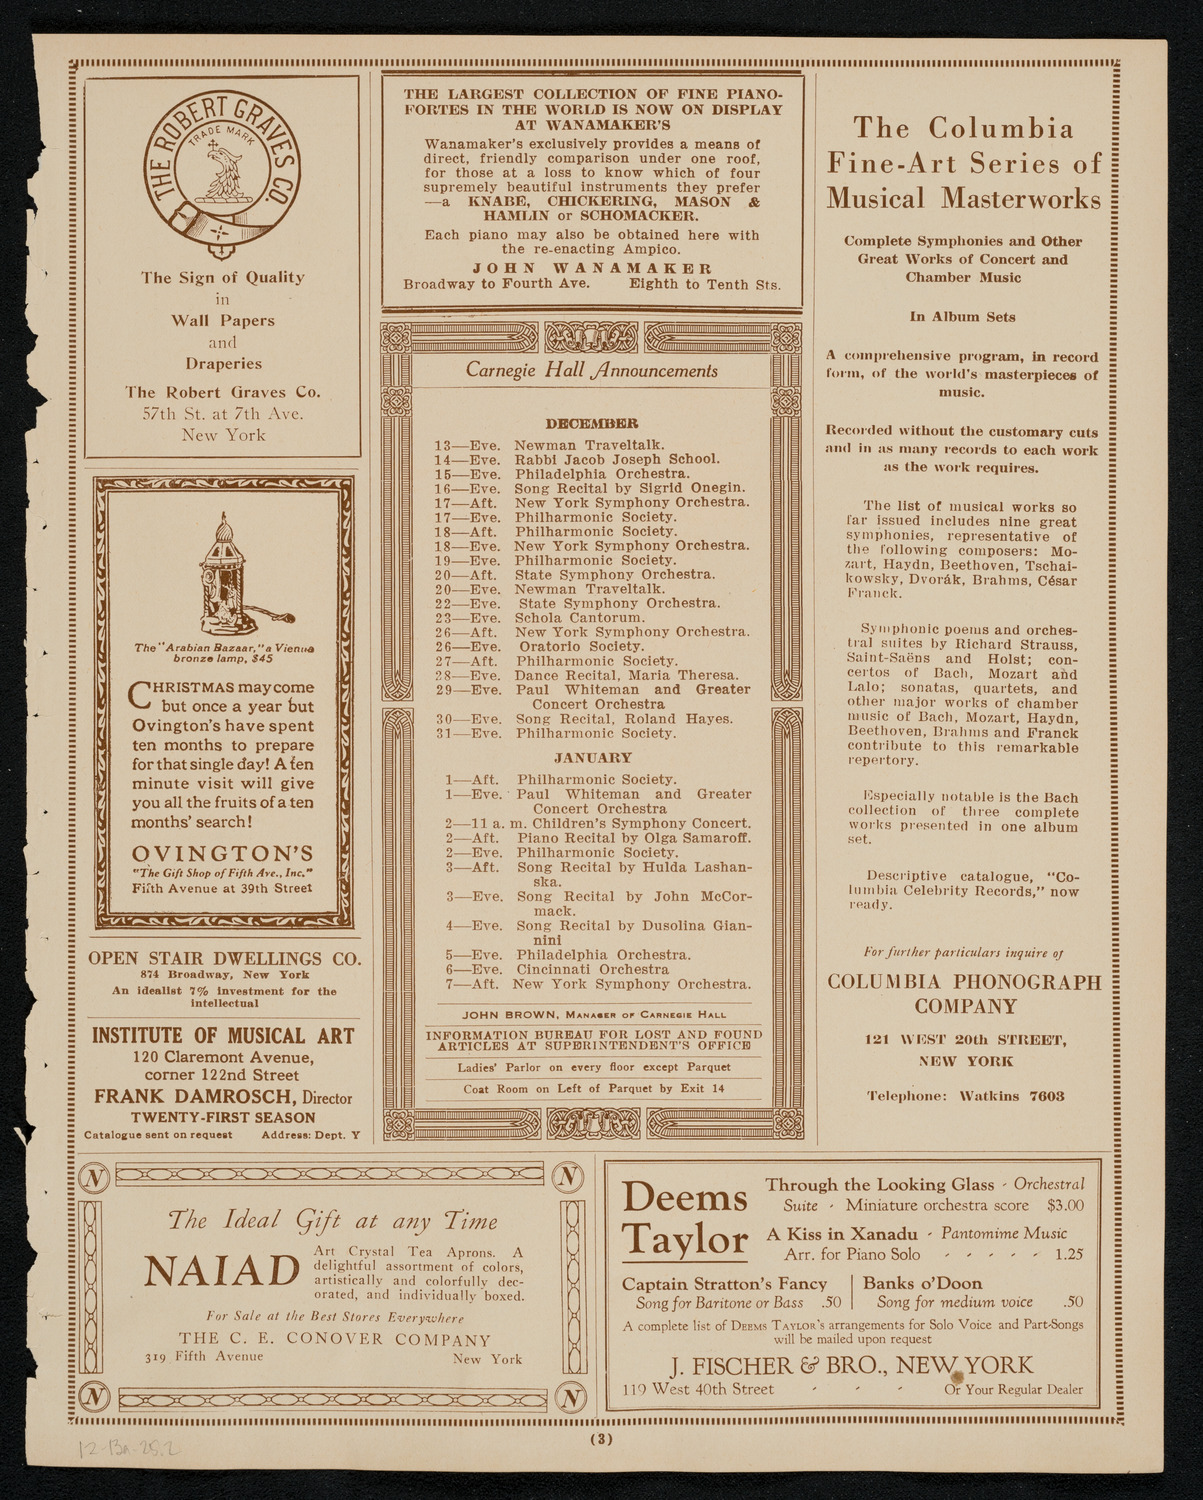 THE ROBERT GRAVES CO.
TRADE MARK
The Sign of Quality
in
Wall Papers
and
Draperies
The Robert Graves Co.
57th St. at 7th Ave.
New York
The "Arabian Bazaar," a Vienna
bronze lamp, $45
CHRISTMAS may come
but once a year but
Ovington's have spent
ten months to prepare
for that single day! A ten
minute visit will give
you all the fruits of a ten
months' search!
OVINGTON'S
"The Gift Shop of Fifth Ave., Inc."
Fifth Avenue at 39th Street
OPEN STAIR DWELLINGS CO.
874 Broadway, New York
An idealist 7% investment for the
intellectual
INSTITUTE OF MUSICAL ART
120 Claremont Avenue,
corner 122nd Street
FRANK DAMROSCH, Director
TWENTY-FIRST SEASON
Catalogue sent on request Address: Dept. Y
THE LARGEST COLLECTION OF FINE PIANO-
FORTES IN THE WORLD IS NOW ON DISPLAY
AT WANAMAKER'S
Wanamaker's exclusively provides a means of
direct, friendly comparison under one roof,
for those at a loss to know which of four
supremely beautiful instruments they prefer
—a KNABE, CHICKERING, MASON &
HAMLIN or SCHOMACKER.
Each piano may also be obtained here with
the re-enacting Ampico.
JOHN WANAMAKER
Broadway to Fourth Ave. Eighth to Tenth Sts.
Carnegie Hall Announcements
DECEMBER
13—Eve. Newman Traveltalk.
14—Eve. Rabbi Jacob Joseph School.
15—Eve. Philadelphia Orchestra.
16—Eve. Song Recital by Sigrid Onegin.
17—Aft. New York Symphony Orchestra.
17—Eve. Philharmonic Society.
18—Aft. Philharmonic Society.
18—Eve. New York Symphony Orchestra.
19—Eve. Philharmonic Society.
20—Aft. State Symphony Orchestra.
20—Eve. Newman Traveltalk.
22—Eve. State Symphony Orchestra.
23—Eve. Schola Cantorum.
26—Aft. New York Symphony Orchestra.
26—Eve. Oratorio Society.
27—Aft. Philharmonic Society.
28—Eve. Dance Recital, Maria Theresa.
29—Eve. Paul Whiteman and Greater
Concert Orchestra
30—Eve. Song Recital, Roland Hayes.
31—Eve. Philharmonic Society.
JANUARY
1—Aft. Philharmonic Society.
1—Eve. Paul Whiteman and Greater
Concert Orchestra
2—11 a. m. Children's Symphony Concert.
2—Aft. Piano Recital by Olga Samaroff.
2—Eve. Philharmonic Society.
3—Aft. Song Recital by Hulda Lashan-
ska.
3—Eve. Song Recital by John McCor-
mack.
4—Eve. Song Recital by Dusolina Gian-
nini
5—Eve. Philadelphia Orchestra.
6—Eve. Cincinnati Orchestra
7—Aft. New York Symphony Orchestra.
JOHN BROWN, MANAGER OF CARNEGIE HALL
INFORMATION BUREAU FOR LOST AND FOUND
ARTICLES AT SUPERINTENDENT'S OFFICE
Ladies' Parlor on every floor except Parquet
Coat Room on Left of Parquet by Exit 14
The Columbia
Fine-Art Series of
Musical Masterworks
Complete Symphonies and Other
Great Works of Concert and
Chamber Music
In Album Sets
A comprehensive program, in record
form, of the world's masterpieces of
music.
Recorded without the customary cuts
and in as many records to each work
as the work requires.
The list of musical works so
far issued includes nine great
symphonies, representative of
the following composers: Mo-
zart, Haydn, Beethoven, Tschai-
kowsky, Dvorák, Brahms, César
Franck.
Symphonic poems and orches-
tral suites by Richard Strauss,
Saint-Saëns and Holst; con-
certos of Bach, Mozart and
Lalo; sonatas, quartets, and
other major works of chamber
music of Bach, Mozart, Haydn,
Beethoven, Brahms and Franck
contribute to this remarkable
repertory.
Especially notable is the Bach
collection of three complete
works presented in one album
set.
Descriptive catalogue, "Co-
lumbia Celebrity Records," now
ready.
For further particulars inquire of
COLUMBIA PHONOGRAPH
COMPANY
121 WEST 20th STREET,
NEW YORK
Telephone: Watkins 7603
N N
The Ideal Gift at any Time
NAIAD
Art Crystal Tea Aprons. A
delightful assortment of colors,
artistically and colorfully dec-
orated, and individually boxed.
For Sale at the Best Stores Everywhere
THE C. E. CONOVER COMPANY
319 Fifth Avenue New York
N N
Deems
Taylor
Through the Looking Glass - Orchestral
Suite - Miniature orchestra score $3.00
A Kiss in Xanadu - Pantomime Music
Arr. for Piano Solo - - - - - 1.25
Captain Stratton's Fancy
Song for Baritone or Bass .50
Banks o'Doon
Song for medium voice .50
A complete list of DEEMS TAYLOR'S arrangements for Solo Voice and Part-Songs
will be mailed upon request
J. FISCHER & BRO., NEW YORK
119 West 40th Street - - - Or Your Regular Dealer
(3)
12-13a-25.2